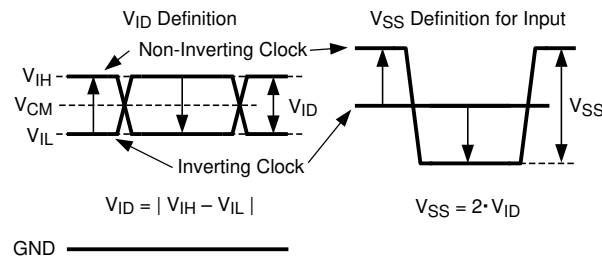 VID Definition
VSS Definition for Input
Non-Inverting Clock
VIH
VCM
VIL
VID
VSS
Inverting Clock
VID = | VIH – VIL |
VSS = 2· VID
GND